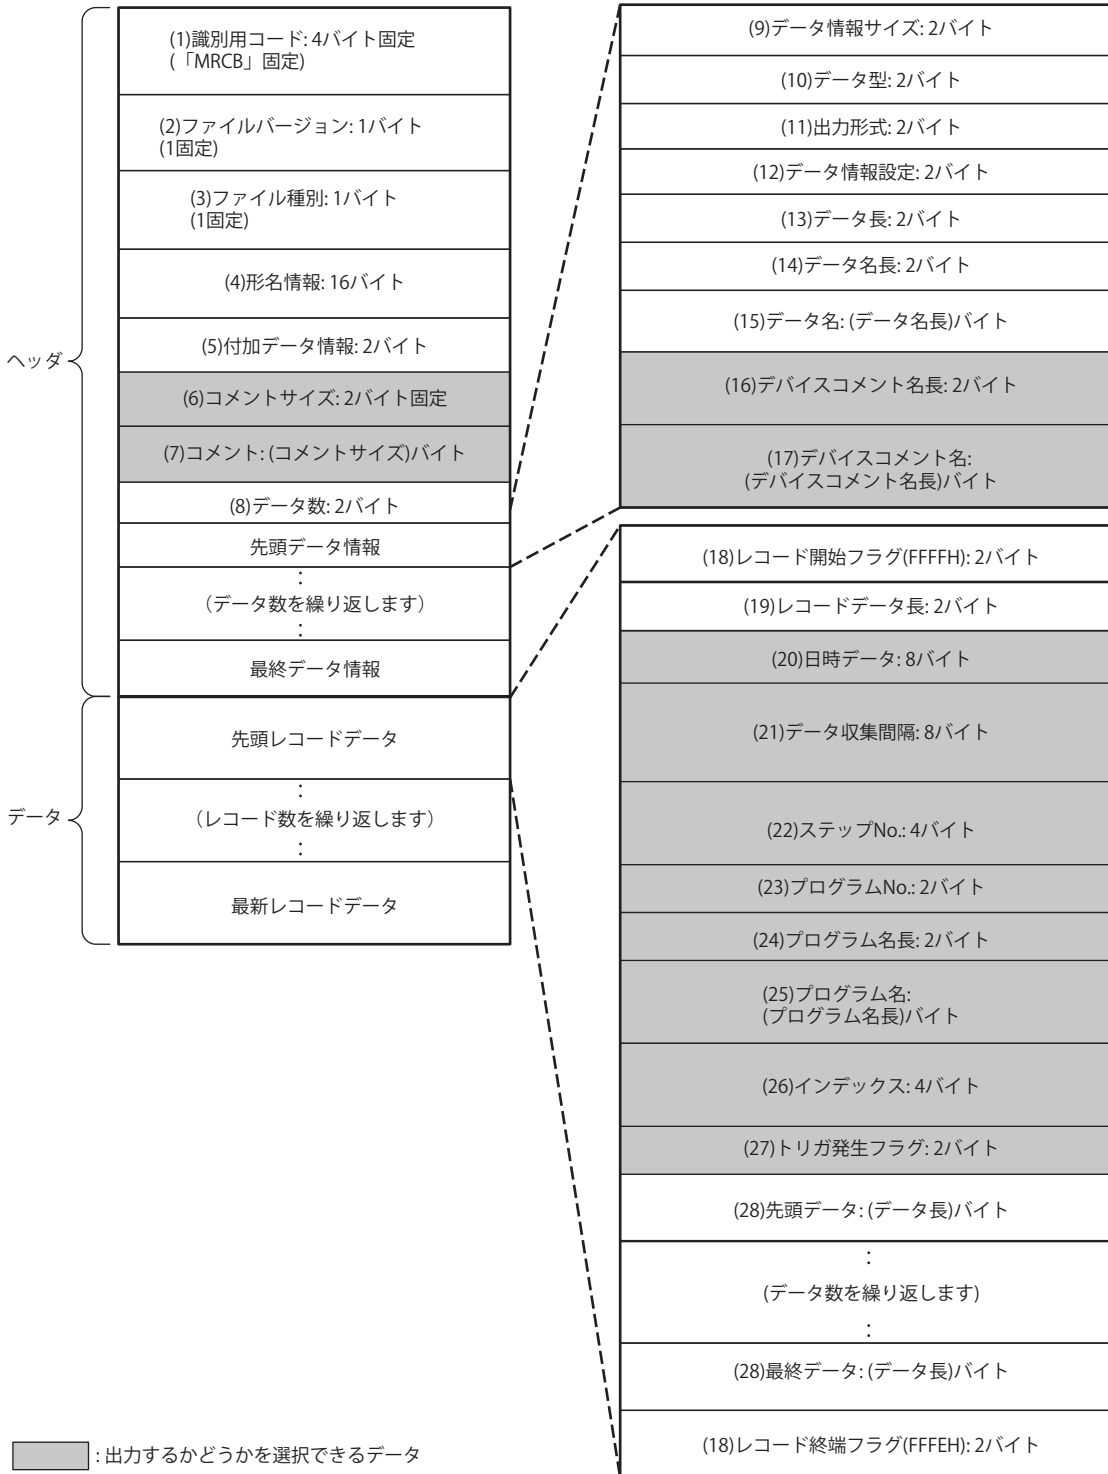 ヘッダ
(1)識別用コード: 4バイト固定
(「MRCB」固定)
(2)ファイルバージョン: 1バイト
(1固定)
(3)ファイル種別: 1バイト
(1固定)
(4)形名情報: 16バイト
(5)付加データ情報: 2バイト
(6)コメントサイズ: 2バイト固定
(7)コメント: (コメントサイズ)バイト
(8)データ数: 2バイト
先頭データ情報
:
（データ数を繰り返します）
:
最終データ情報
データ
先頭レコードデータ
:
（レコード数を繰り返します）
:
最新レコードデータ
(9)データ情報サイズ: 2バイト
(10)データ型: 2バイト
(11)出力形式: 2バイト
(12)データ情報設定: 2バイト
(13)データ長: 2バイト
(14)データ名長: 2バイト
(15)データ名: (データ名長)バイト
(16)デバイスコメント名長: 2バイト
(17)デバイスコメント名:
(デバイスコメント名長)バイト
(18)レコード開始フラグ(FFFFH): 2バイト
(19)レコードデータ長: 2バイト
(20)日時データ: 8バイト
(21)データ収集間隔: 8バイト
(22)ステップNo.: 4バイト
(23)プログラムNo.: 2バイト
(24)プログラム名長: 2バイト
(25)プログラム名:
(プログラム名長)バイト
(26)インデックス: 4バイト
(27)トリガ発生フラグ: 2バイト
(28)先頭データ: (データ長)バイト
:
(データ数を繰り返します)
:
(28)最終データ: (データ長)バイト
(18)レコード終端フラグ(FFFEH): 2バイト
: 出力するかどうかを選択できるデータ